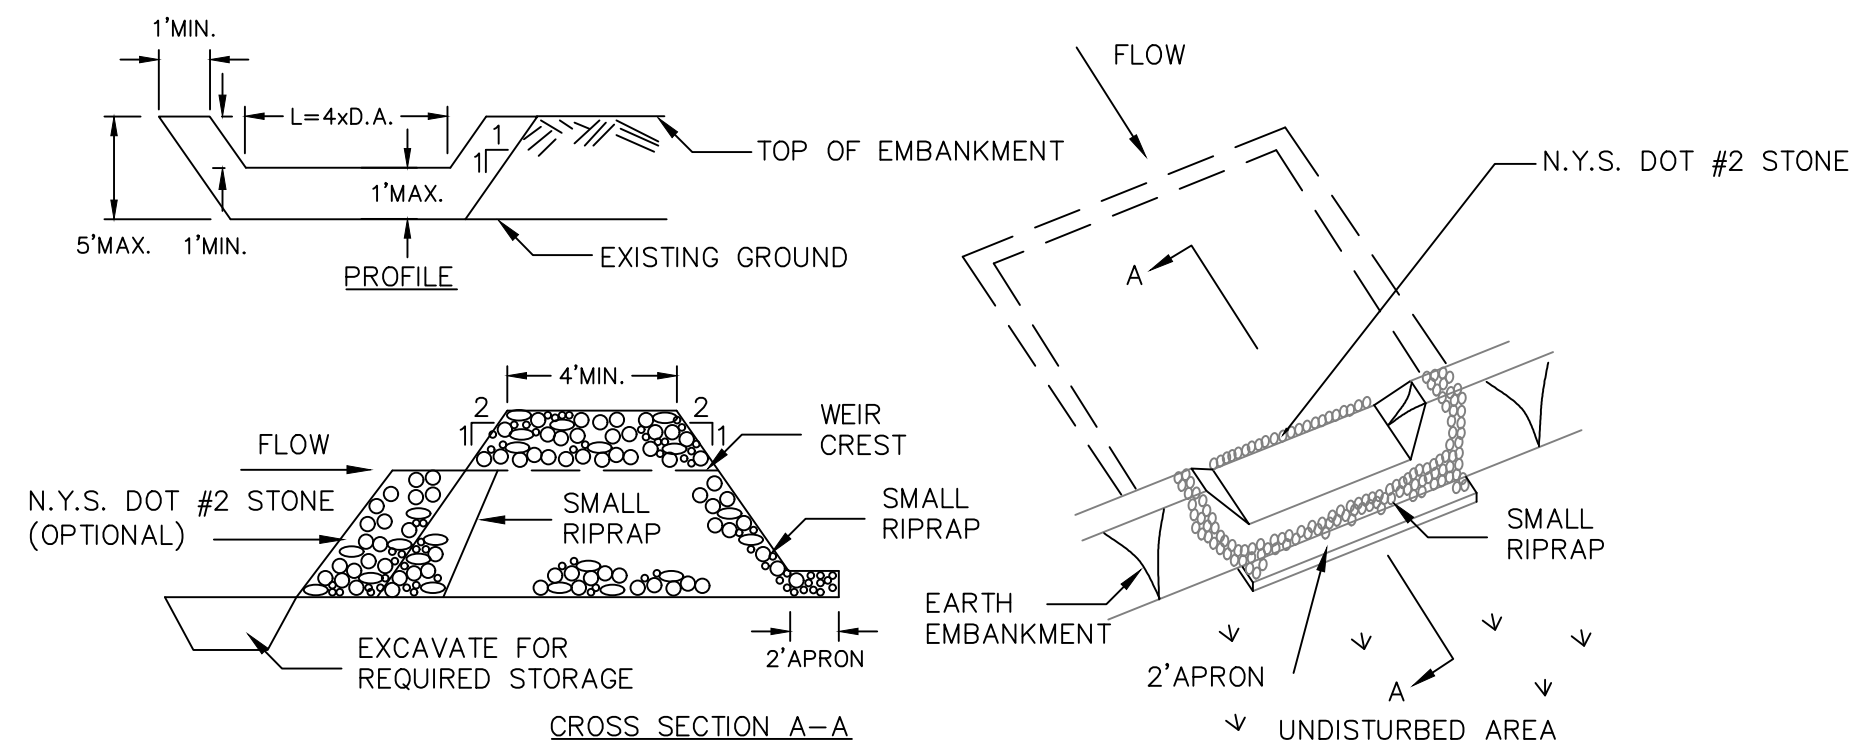 1'MIN.
L=4xD.A.
1
1
TOP OF EMBANKMENT
1'MAX.
5'MAX.
1'MIN.
EXISTING GROUND
PROFILE
FLOW
N.Y.S. DOT #2 STONE
A
4'MIN.
2
1
2
1
WEIR
CREST
FLOW
N.Y.S. DOT #2 STONE
(OPTIONAL)
SMALL
RIPRAP
SMALL
RIPRAP
EXCAVATE FOR
REQUIRED STORAGE
2'APRON
CROSS SECTION A-A
SMALL
RIPRAP
EARTH
EMBANKMENT
2'APRON
A
UNDISTURBED AREA